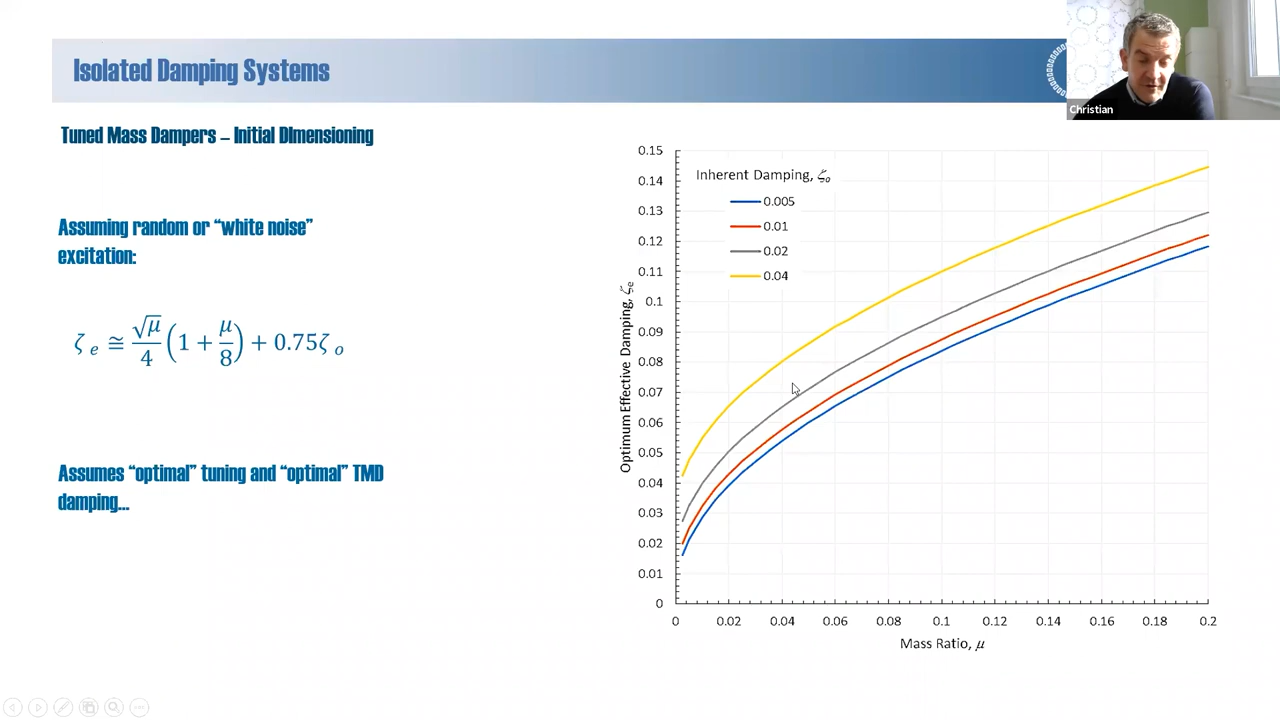 Isolated Damping Systems
Christian
Tuned Mass Dampers – Initial DImensioning
Assuming random or “white noise”
excitation:
ζ e ≅ √μ/4 (1 + μ/8) + 0.75ζ o
Assumes “optimal” tuning and “optimal” TMD
damping...
Optimum Effective Damping, ζe
0.15
0.14
0.13
0.12
0.11
0.1
0.09
0.08
0.07
0.06
0.05
0.04
0.03
0.02
0.01
0
Inherent Damping, ζo
0.005
0.01
0.02
0.04
0 0.02 0.04 0.06 0.08 0.1 0.12 0.14 0.16 0.18 0.2
Mass Ratio, μ